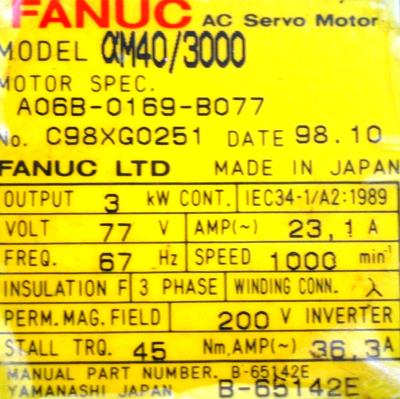 FANUC AC Servo Motor
MODEL αM40/3000
MOTOR SPEC.
A06B-0169-B077
No. C98XG0251 DATE 98.10
FANUC LTD MADE IN JAPAN
OUTPUT 3 kW CONT. IEC34-1/A2:1989
VOLT 77 V AMP(~) 23,1 A
FREQ. 67 Hz SPEED 1000 min⁻¹
INSULATION F 3 PHASE WINDING CONN. ⅄
PERM. MAG. FIELD 200 V INVERTER
STALL TRQ. 45 Nm, AMP(~) 36,3 A
MANUAL PART NUMBER. B-65142E
YAMANASHI JAPAN B-65142E